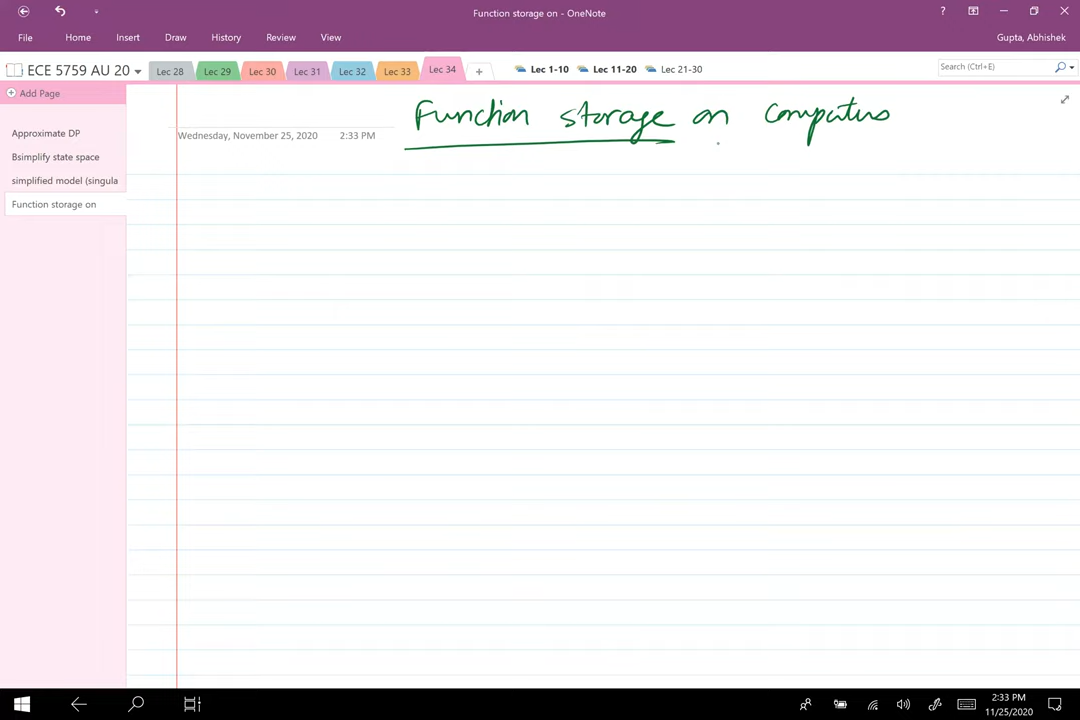 Function storage on - OneNote
File Home Insert Draw History Review View Gupta, Abhishek
ECE 5759 AU 20 Lec 28 Lec 29 Lec 30 Lec 31 Lec 32 Lec 33 Lec 34 Lec 1-10 Lec 11-20 Lec 21-30 Search (Ctrl+E)
Add Page
Function storage on computers
Wednesday, November 25, 2020 2:33 PM
Approximate DP
Bsimplify state space
simplified model (singula
Function storage on
2:33 PM
11/25/2020